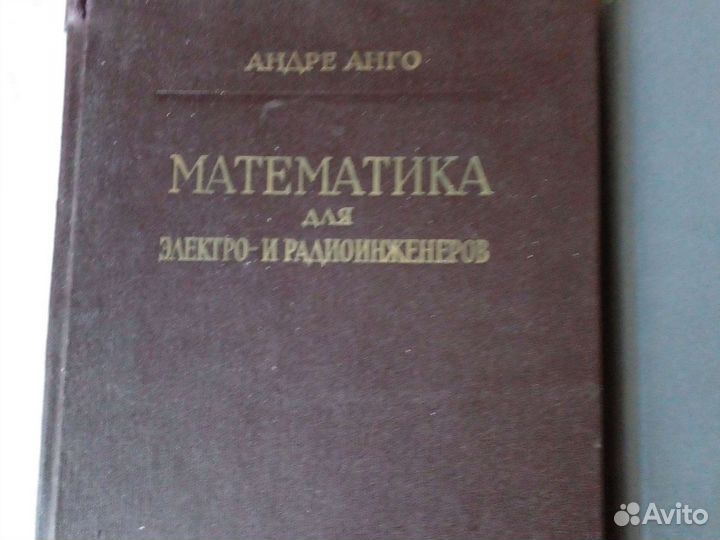 АНДРЕ АНГО
МАТЕМАТИКА
ДЛЯ
ЭЛЕКТРО- И РАДИОИНЖЕНЕРОВ
Avito